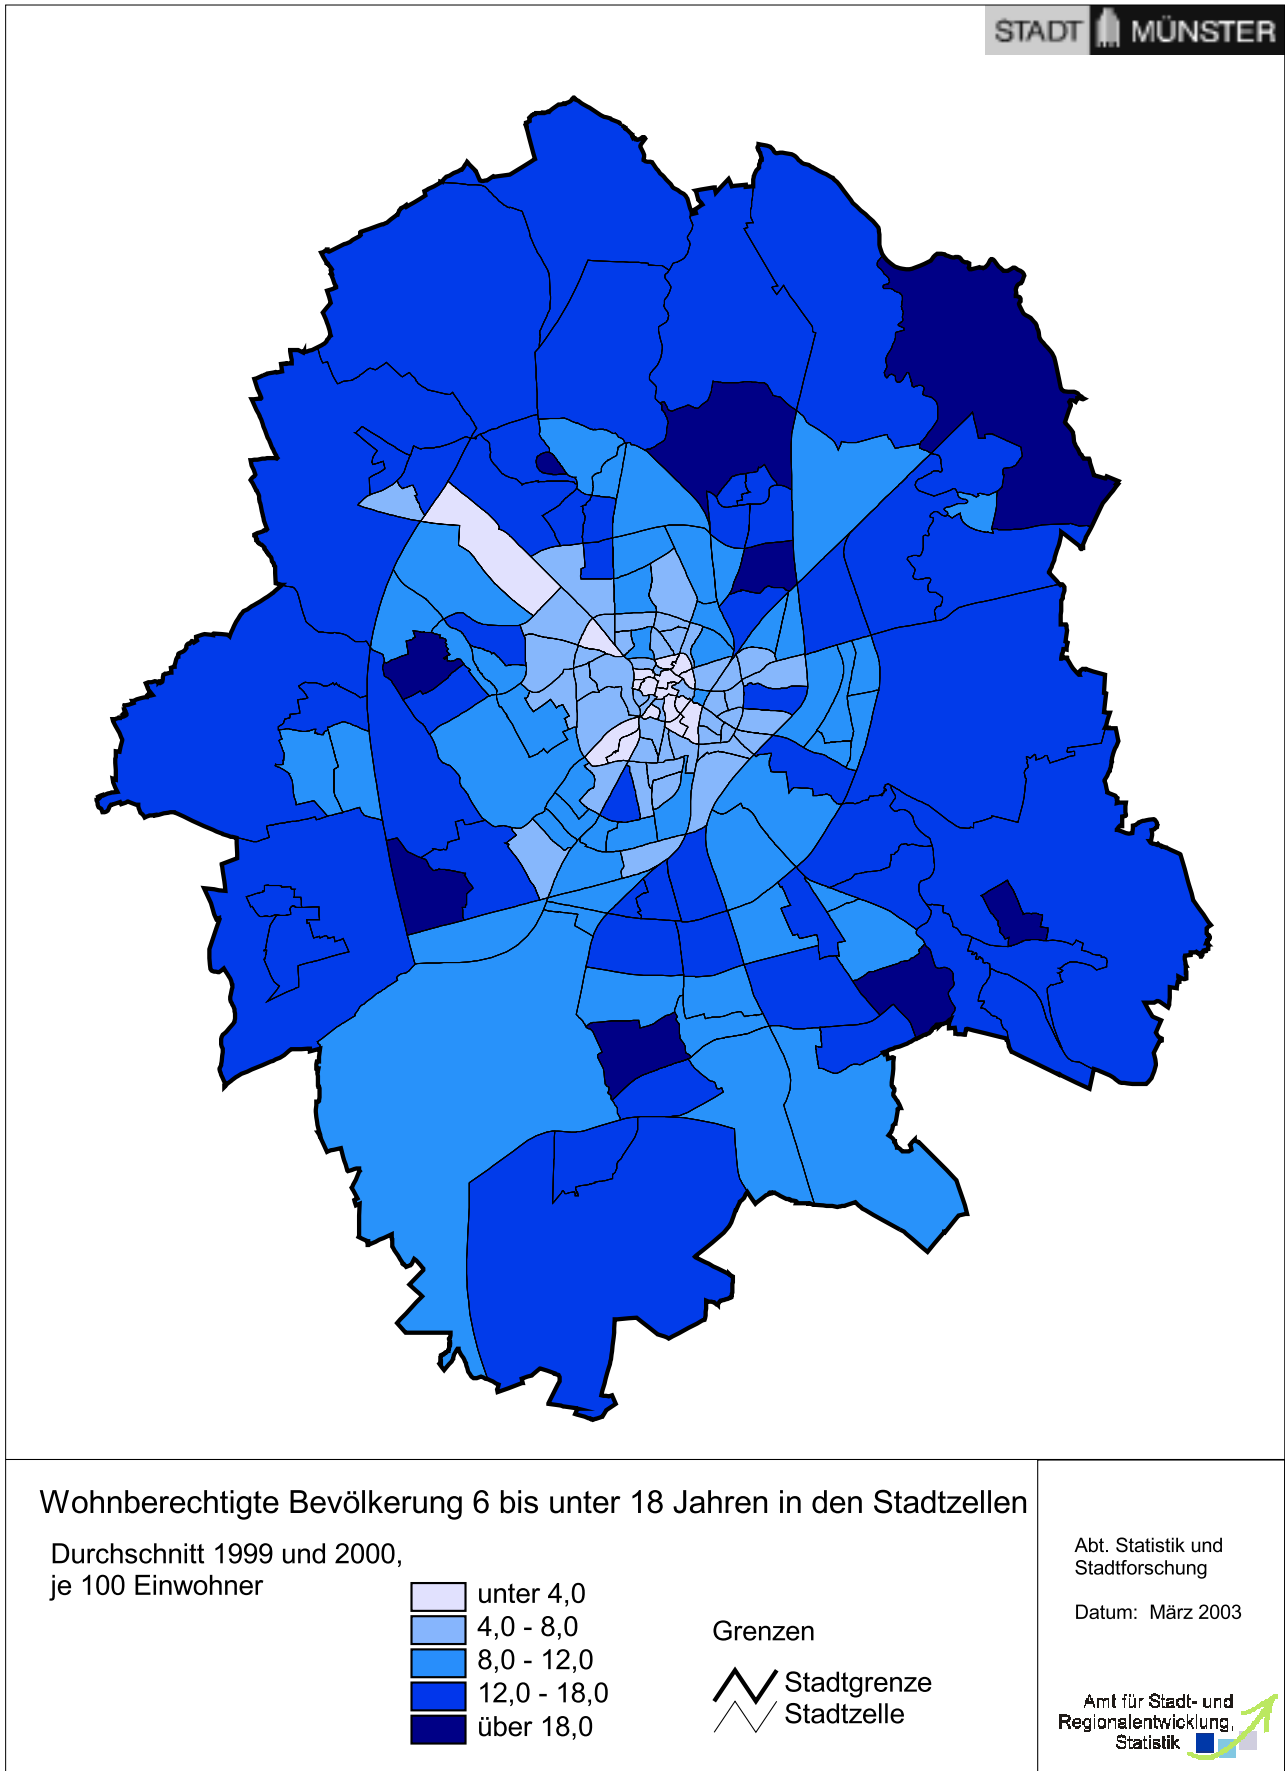 STADT MÜNSTER
Wohnberechtigte Bevölkerung 6 bis unter 18 Jahren in den Stadtzellen
Durchschnitt 1999 und 2000,
je 100 Einwohner
unter 4,0
4,0 - 8,0
8,0 - 12,0
12,0 - 18,0
über 18,0
Grenzen
Stadtgrenze
Stadtzelle
Abt. Statistik und
Stadtforschung
Datum: März 2003
Amt für Stadt- und
Regionalentwicklung,
Statistik